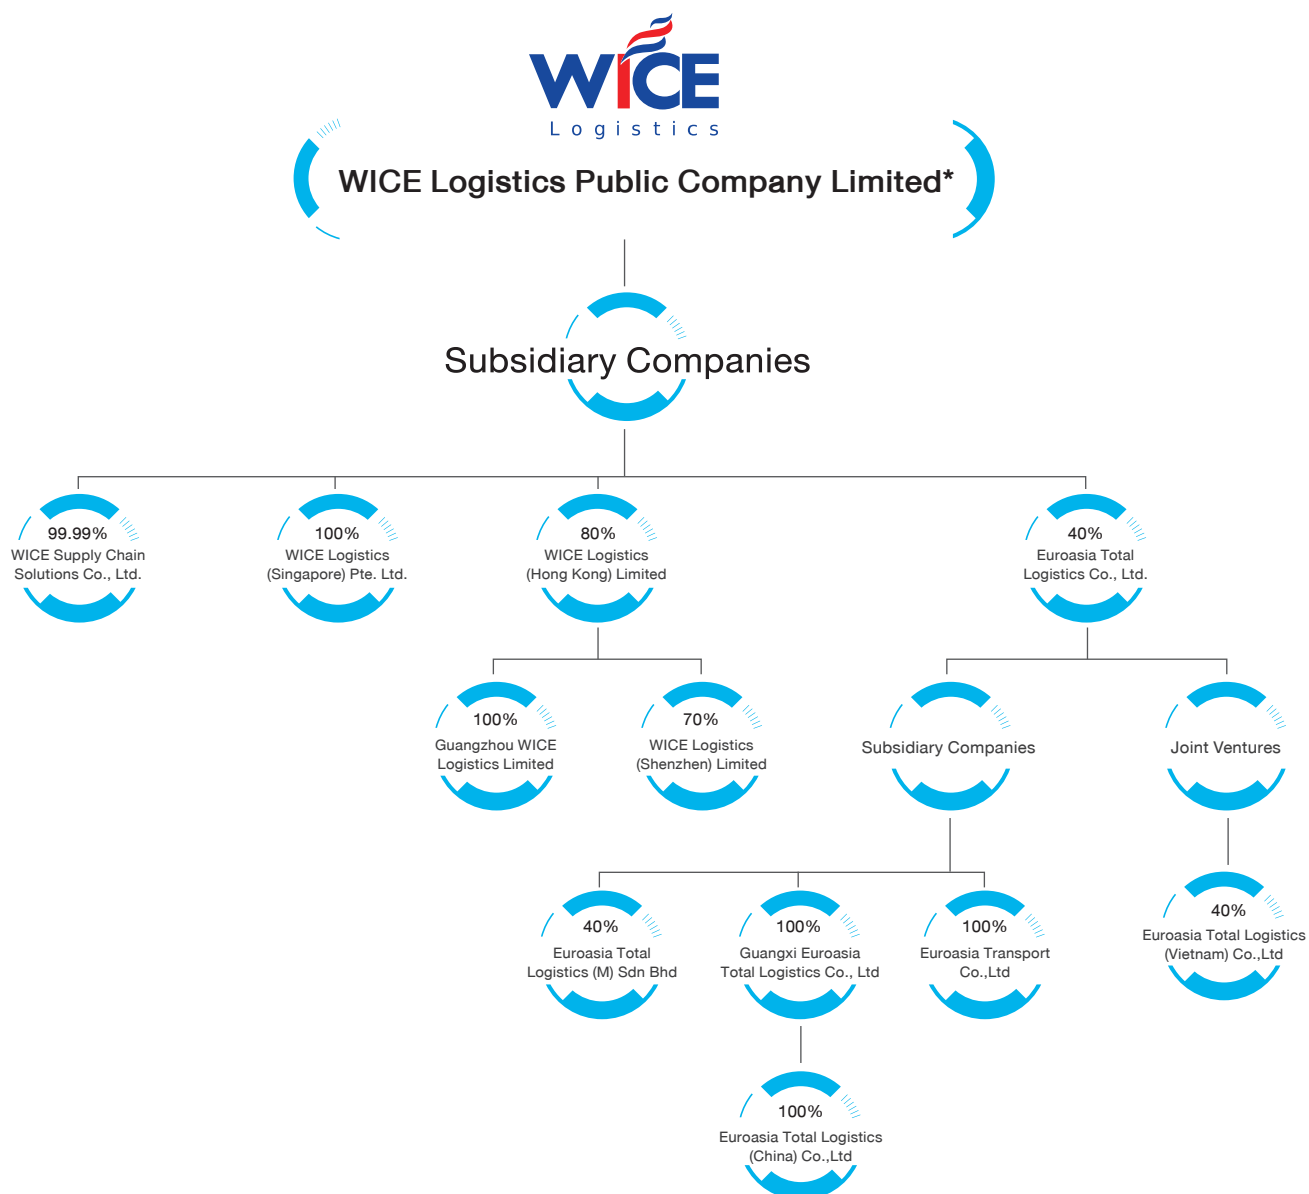 WICE
Logistics
WICE Logistics Public Company Limited*
Subsidiary Companies
99.99%
WICE Supply Chain
Solutions Co., Ltd.
100%
WICE Logistics
(Singapore) Pte. Ltd.
80%
WICE Logistics
(Hong Kong) Limited
40%
Euroasia Total
Logistics Co., Ltd.
100%
Guangzhou WICE
Logistics Limited
70%
WICE Logistics
(Shenzhen) Limited
Subsidiary Companies
Joint Ventures
40%
Euroasia Total
Logistics (M) Sdn Bhd
100%
Guangxi Euroasia
Total Logistics Co., Ltd
100%
Euroasia Transport
Co.,Ltd
40%
Euroasia Total Logistics
(Vietnam) Co.,Ltd
100%
Euroasia Total Logistics
(China) Co.,Ltd